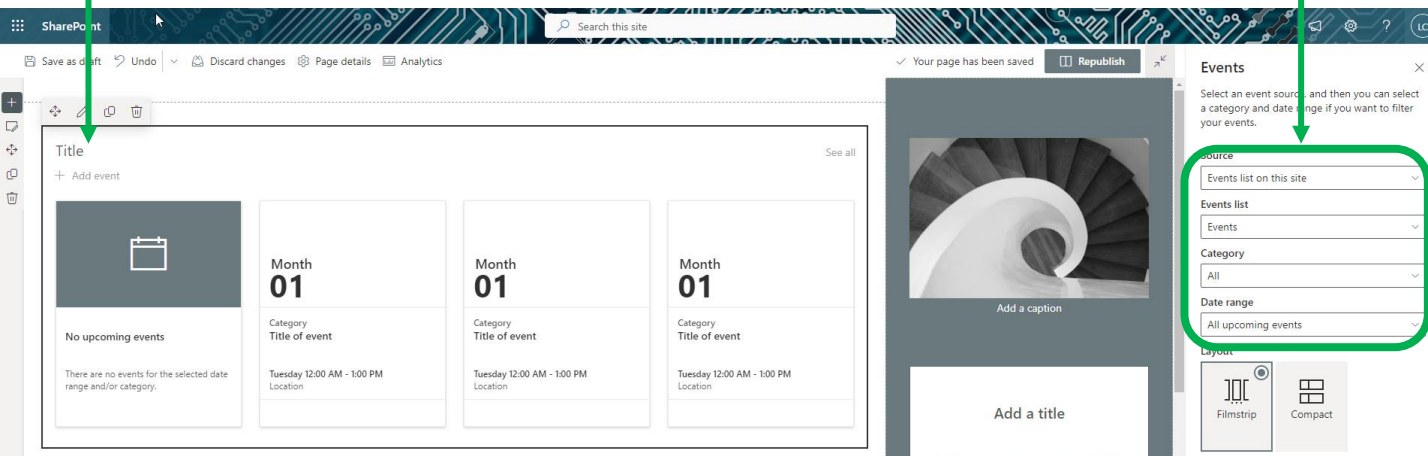 SharePoint
Search this site
?
LC
Save as draft Undo Discard changes Page details Analytics
Your page has been saved Republish
Title
See all
+ Add event
No upcoming events
There are no events for the selected date
range and/or category.
Month
01
Category
Title of event
Tuesday 12:00 AM - 1:00 PM
Location
Month
01
Category
Title of event
Tuesday 12:00 AM - 1:00 PM
Location
Month
01
Category
Title of event
Tuesday 12:00 AM - 1:00 PM
Location
Add a caption
Add a title
Events
Select an event source, and then you can select
a category and date range if you want to filter
your events.
Source
Events list on this site
Events list
Events
Category
All
Date range
All upcoming events
Layout
Filmstrip
Compact